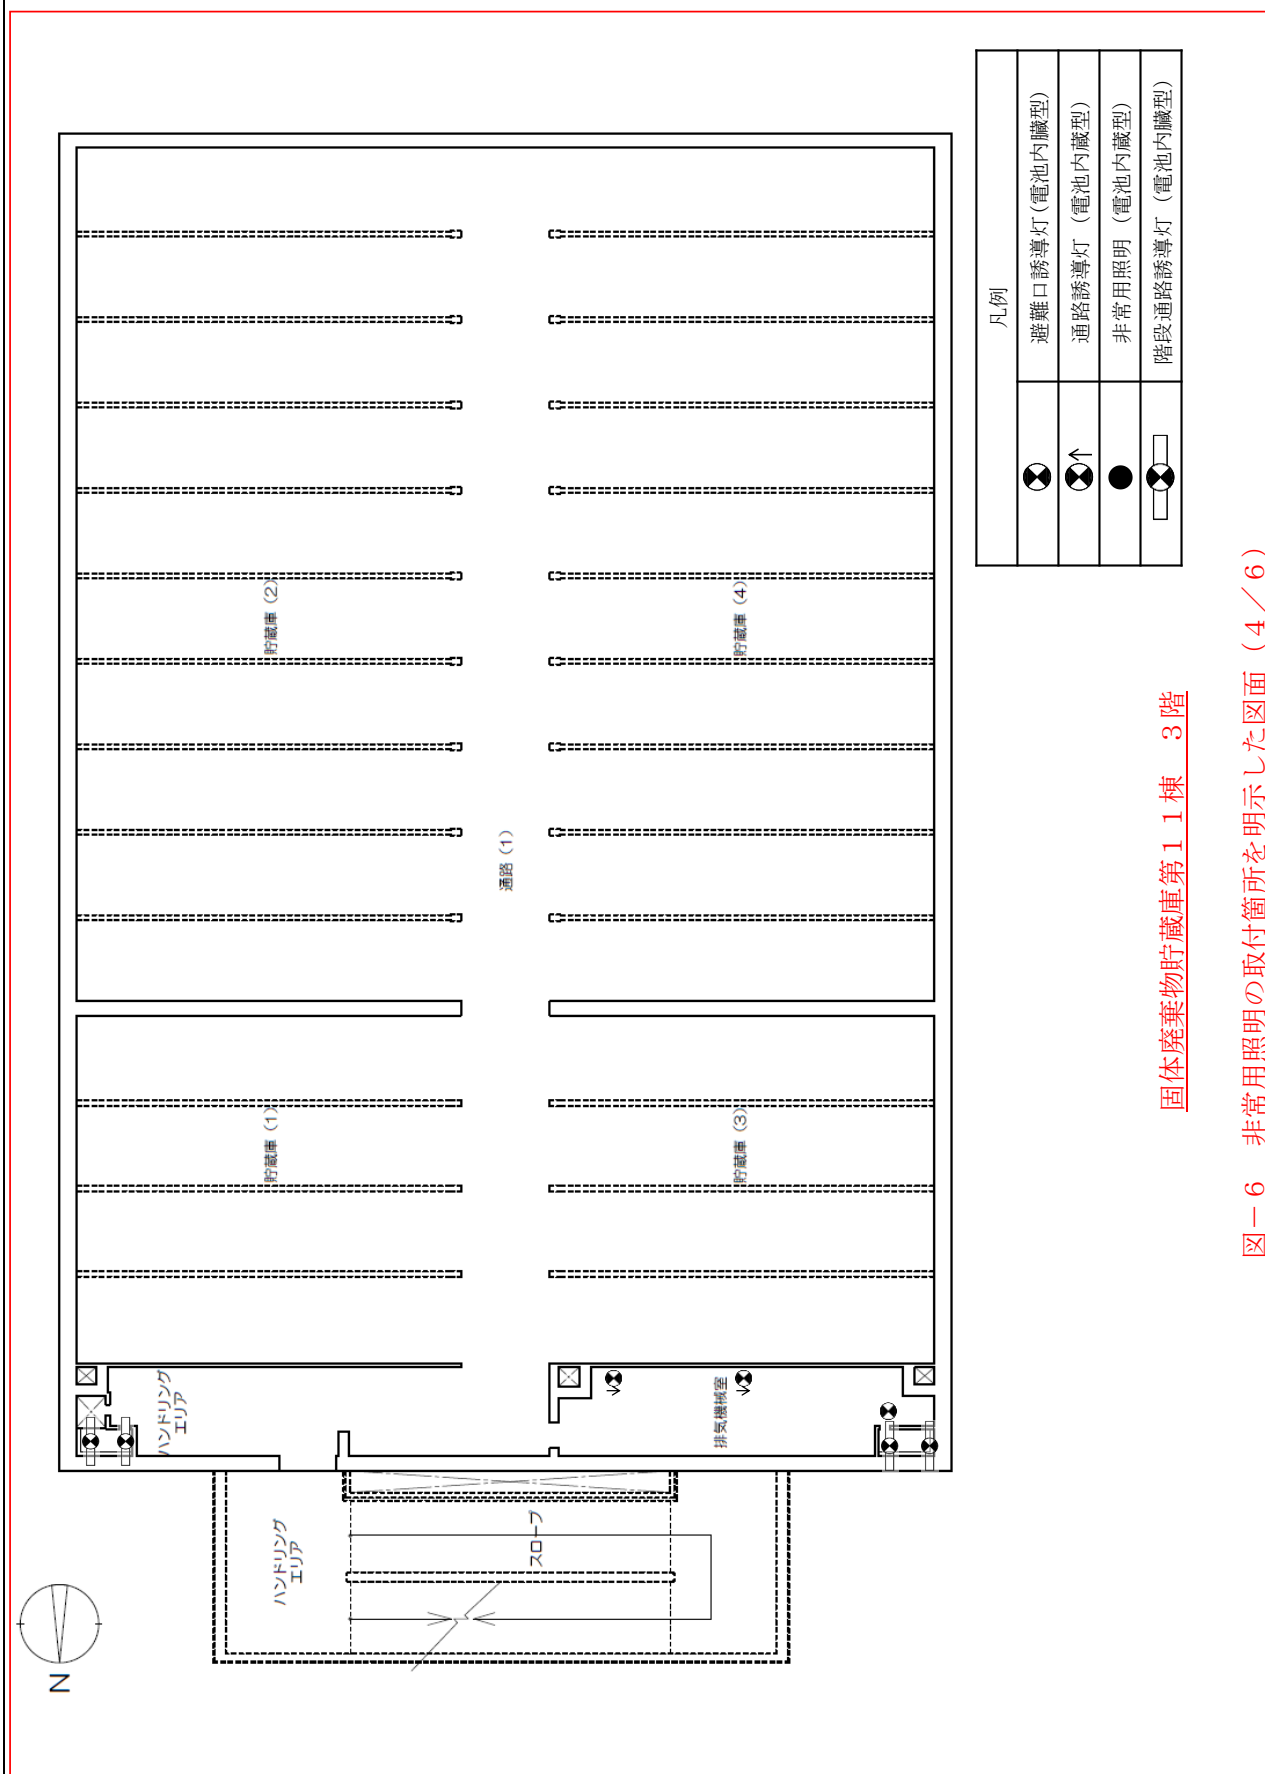 凡例
避難口誘導灯（電池内臓型）
通路誘導灯 （電池内蔵型）
非常用照明 （電池内蔵型）
階段通路誘導灯 （電池内臓型）
貯蔵庫（2）
貯蔵庫（4）
通路（1）
貯蔵庫（1）
貯蔵庫（3）
ハンドリング
エリア
排気機械室
ハンドリング
エリア
スロープ
N
固体廃棄物貯蔵庫第１１棟 ３階
図－６ 非常用照明の取付箇所を明示した図面（４／６）